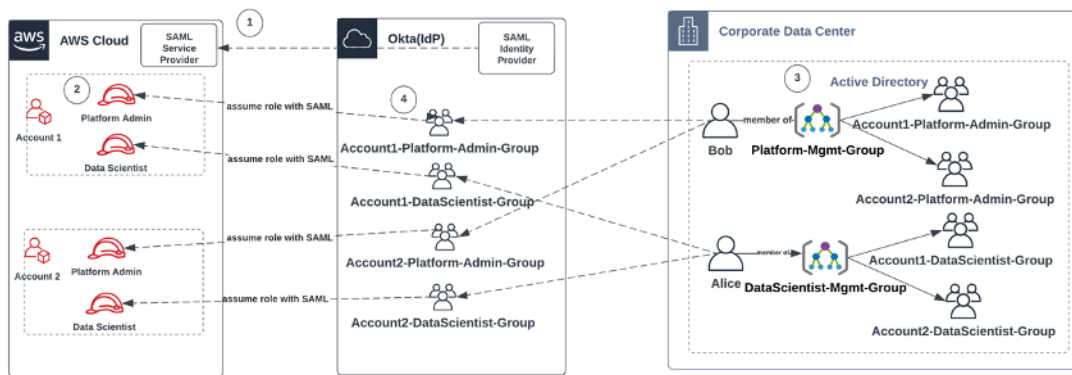 aws
AWS Cloud
SAML
Service
Provider
1
Okta(IdP)
SAML
Identity
Provider
Corporate Data Center
2
Account 1
Platform Admin
Data Scientist
assume role with SAML
assume role with SAML
4
Account1-Platform-Admin-Group
Account1-DataScientist-Group
3
Active Directory
Bob
member of
Platform-Mgmt-Group
Account1-Platform-Admin-Group
Account2-Platform-Admin-Group
Account 2
Platform Admin
Data Scientist
assume role with SAML
assume role with SAML
Account2-Platform-Admin-Group
Account2-DataScientist-Group
Alice
member of
DataScientist-Mgmt-Group
Account1-DataScientist-Group
Account2-DataScientist-Group